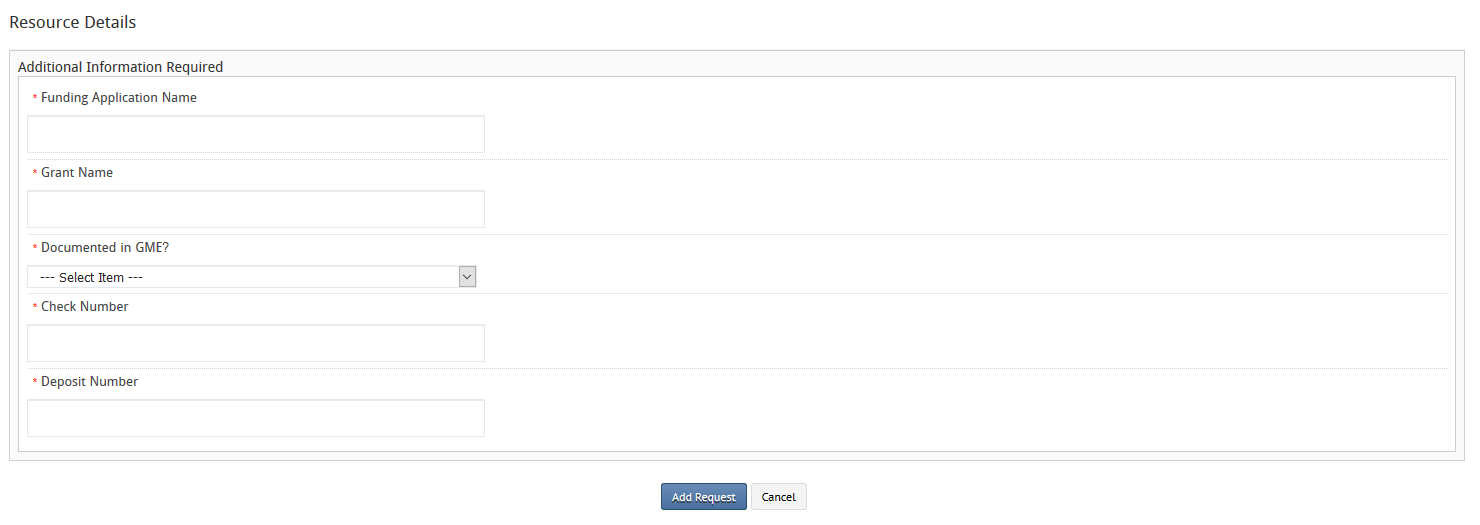 Resource Details
Additional Information Required
* Funding Application Name
* Grant Name
* Documented in GME?
--- Select Item ---
* Check Number
* Deposit Number
Add Request Cancel